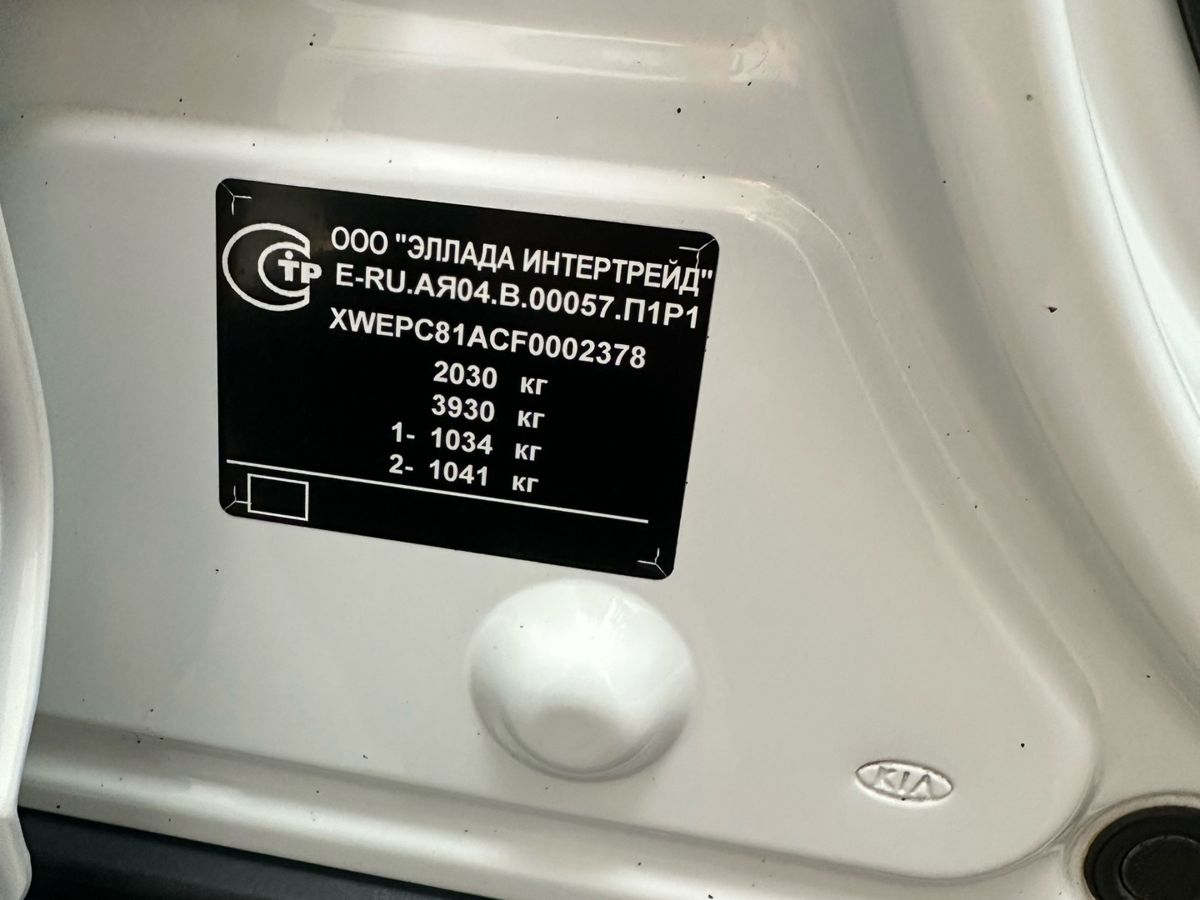 ООО "ЭЛЛАДА ИНТЕРТРЕЙД"
E-RU.АЯ04.В.00057.П1Р1
XWEPC81ACF0002378
2030 кг
3930 кг
1- 1034 кг
2- 1041 кг
KIA